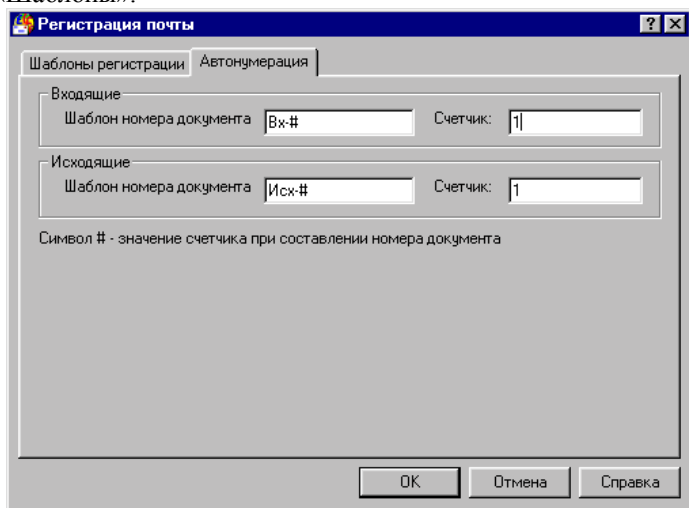 «Шаблоны».
Регистрация почты
Шаблоны регистрации Автонумерация
Входящие
Шаблон номера документа Вх-# Счетчик: 1
Исходящие
Шаблон номера документа Исх-# Счетчик: 1
Символ # - значение счетчика при составлении номера документа
OK Отмена Справка